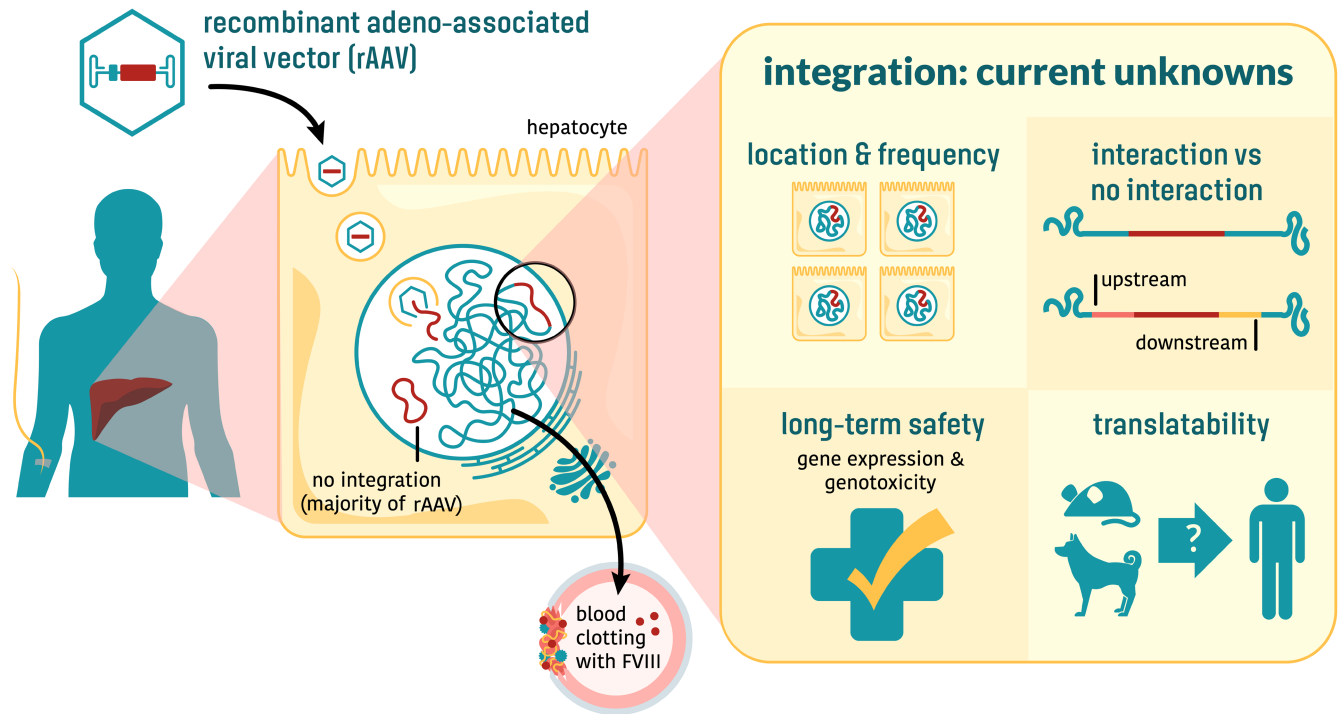 recombinant adeno-associated
viral vector (rAAV)
hepatocyte
no integration
(majority of rAAV)
blood
clotting
with FVIII
integration: current unknowns
location & frequency
interaction vs
no interaction
upstream
downstream
long-term safety
gene expression &
genotoxicity
translatability
?